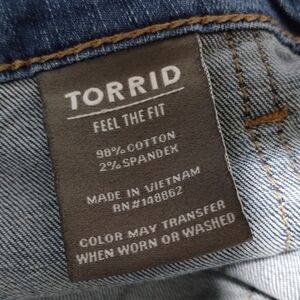 TORRID
FEEL THE FIT
98% COTTON
2% SPANDEX
MADE IN VIETNAM
RN#148862
COLOR MAY TRANSFER
WHEN WORN OR WASHED